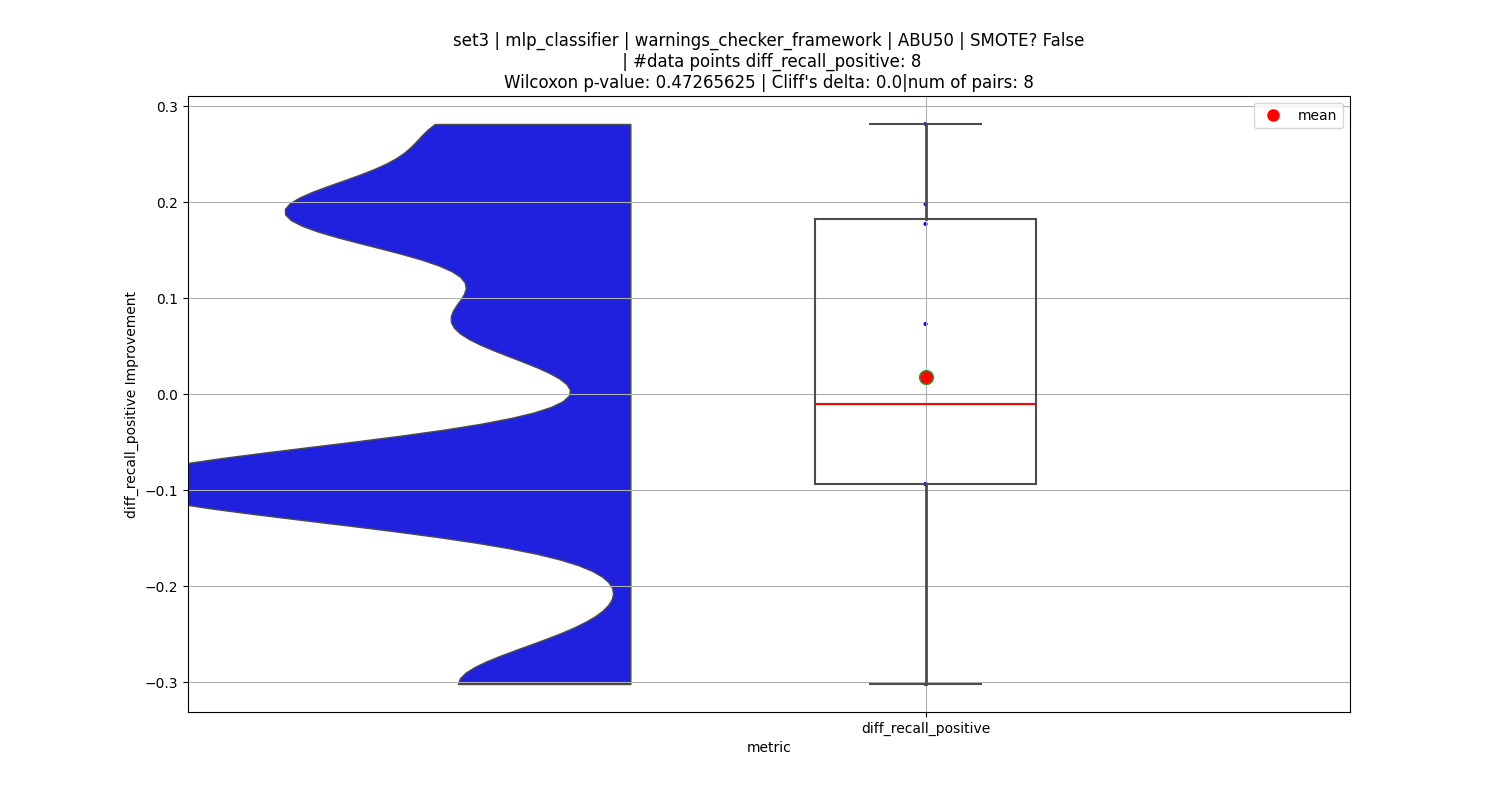 set3 | mlp_classifier | warnings_checker_framework | ABU50 | SMOTE? False
| #data points diff_recall_positive: 8
Wilcoxon p-value: 0.47265625 | Cliff's delta: 0.0|num of pairs: 8
mean
0.3
0.2
0.1
0.0
−0.1
−0.2
−0.3
diff_recall_positive Improvement
diff_recall_positive
metric